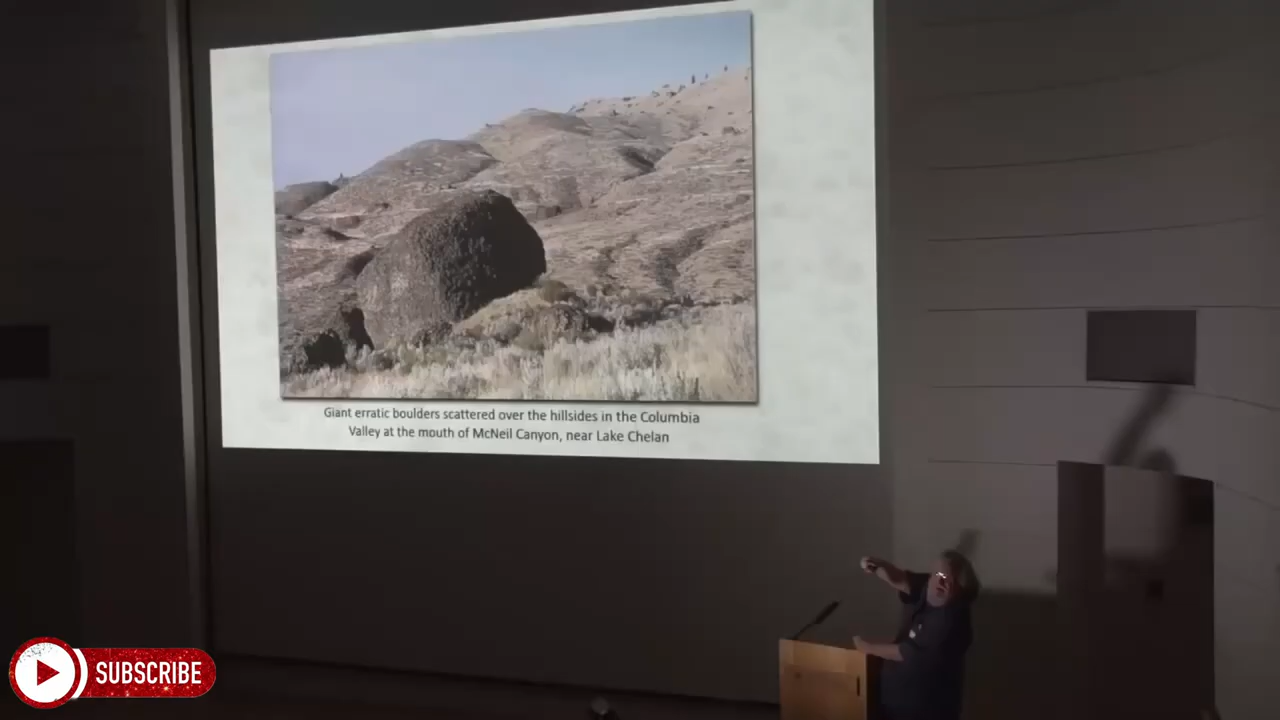 Giant erratic boulders scattered over the hillsides in the Columbia
Valley at the mouth of McNeil Canyon, near Lake Chelan
SUBSCRIBE